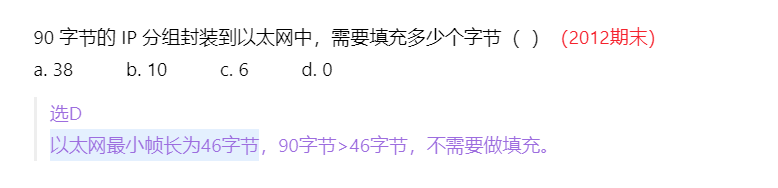 90 字节的 IP 分组封装到以太网中，需要填充多少个字节（ ） (2012期末)
a. 38 b. 10 c. 6 d. 0
选D
以太网最小帧长为46字节，90字节>46字节，不需要做填充。